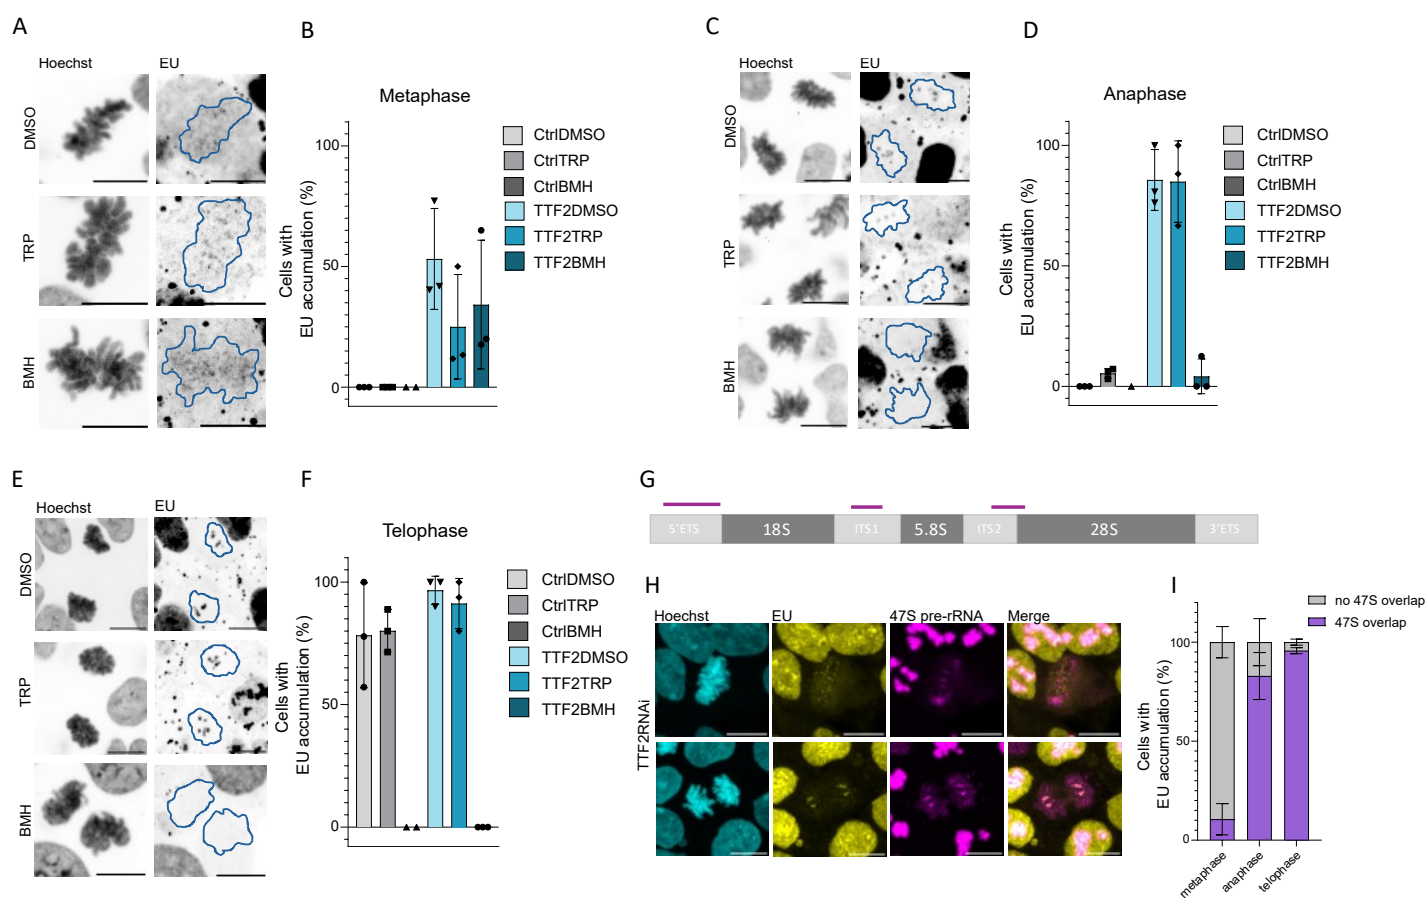 A
Hoechst
EU
DMSO
TRP
BMH
B
Metaphase
Cells with
EU accumulation (%)
100
50
0
CtrlDMSO
CtrlTRP
CtrlBMH
TTF2DMSO
TTF2TRP
TTF2BMH
C
Hoechst
EU
DMSO
TRP
BMH
D
Anaphase
Cells with
EU accumulation (%)
100
50
0
CtrlDMSO
CtrlTRP
CtrlBMH
TTF2DMSO
TTF2TRP
TTF2BMH
E
Hoechst
EU
DMSO
TRP
BMH
F
Telophase
Cells with
EU accumulation (%)
100
50
0
CtrlDMSO
CtrlTRP
CtrlBMH
TTF2DMSO
TTF2TRP
TTF2BMH
G
5'ETS
18S
ITS1
5.8S
ITS2
28S
3'ETS
H
Hoechst
EU
47S pre-rRNA
Merge
TTF2RNAi
I
no 47S overlap
47S overlap
Cells with
EU accumulation (%)
100
50
0
metaphase
anaphase
telophase